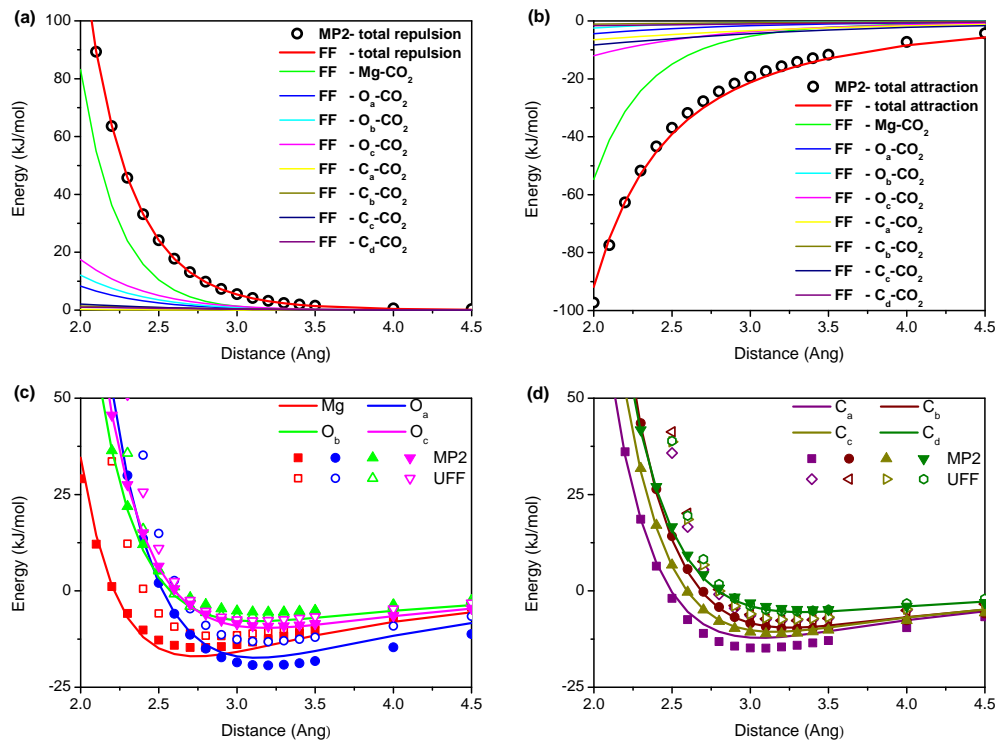 (a)
MP2- total repulsion
FF - total repulsion
FF - Mg-CO2
FF - Oa-CO2
FF - Ob-CO2
FF - Oc-CO2
FF - Ca-CO2
FF - Cb-CO2
FF - Cc-CO2
FF - Cd-CO2
Energy (kJ/mol)
100
80
60
40
20
0
2.0 2.5 3.0 3.5 4.0 4.5
Distance (Ang)
(b)
MP2- total attraction
FF - total attraction
FF - Mg-CO2
FF - Oa-CO2
FF - Ob-CO2
FF - Oc-CO2
FF - Ca-CO2
FF - Cb-CO2
FF - Cc-CO2
FF - Cd-CO2
Energy (kJ/mol)
0
-20
-40
-60
-80
-100
2.0 2.5 3.0 3.5 4.0 4.5
Distance (Ang)
(c)
Mg Oa
Ob Oc
MP2
UFF
Energy (kJ/mol)
50
25
0
-25
2.0 2.5 3.0 3.5 4.0 4.5
Distance (Ang)
(d)
Ca Cb
Cc Cd
MP2
UFF
Energy (kJ/mol)
50
25
0
-25
2.0 2.5 3.0 3.5 4.0 4.5
Distance (Ang)